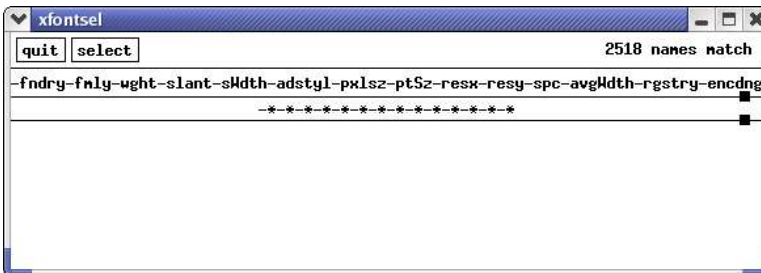 xfontsel
quit select 2518 names match
-fndry-fmly-wght-slant-sWdth-adstyl-pxlsz-ptSz-resx-resy-spc-avgWdth-rgstry-encdng
-*-*-*-*-*-*-*-*-*-*-*-*-*-*